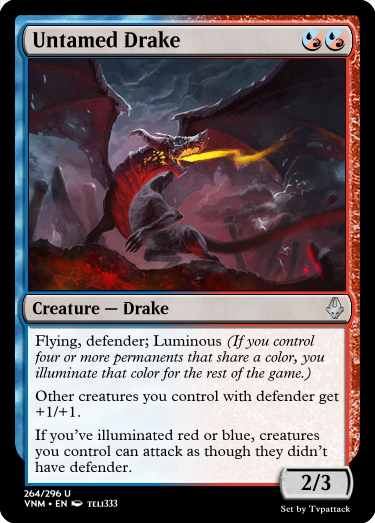 Untamed Drake
Creature — Drake
Flying, defender; Luminous (If you control
four or more permanents that share a color, you
illuminate that color for the rest of the game.)
Other creatures you control with defender get
+1/+1.
If you've illuminated red or blue, creatures
you control can attack as though they didn't
have defender.
2/3
264/296 U
VNM • EN TELI333
Set by Tvpattack